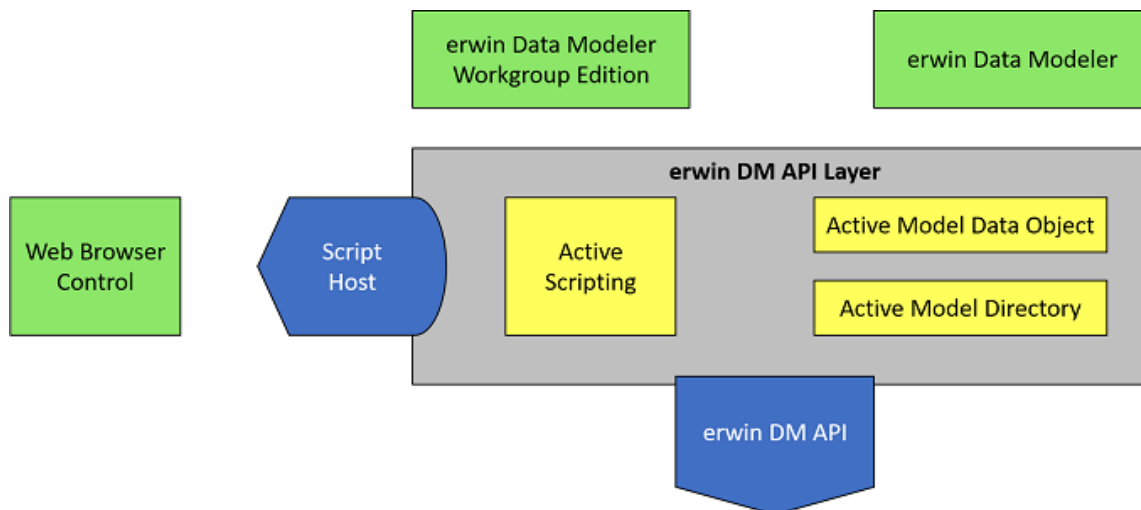 erwin Data Modeler
Workgroup Edition
erwin Data Modeler
erwin DM API Layer
Web Browser
Control
Script
Host
Active
Scripting
Active Model Data Object
Active Model Directory
erwin DM API